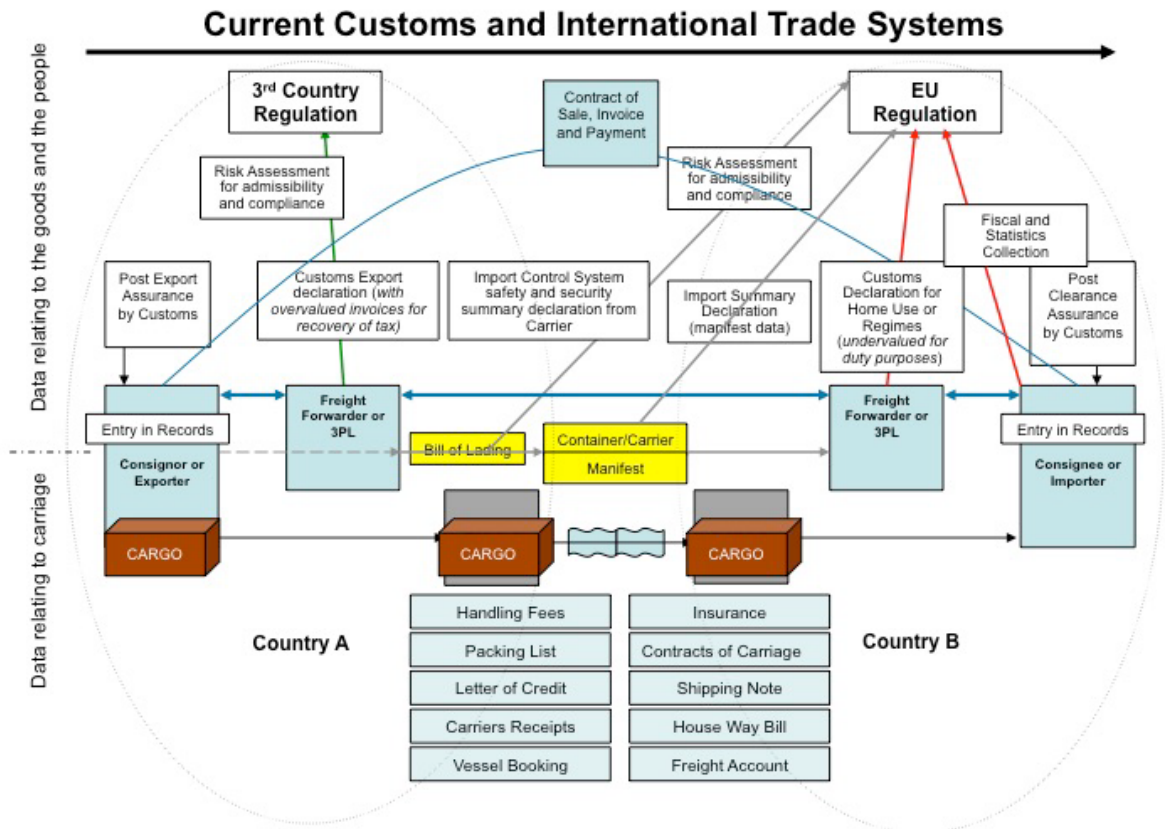 Current Customs and International Trade Systems
Data relating to the goods and the people
Data relating to carriage
3rd Country
Regulation
Contract of
Sale, Invoice
and Payment
EU
Regulation
Risk Assessment
for admissibility
and compliance
Risk Assessment
for admissibility
and compliance
Fiscal and
Statistics
Collection
Post Export
Assurance
by Customs
Customs Export
declaration (with
overvalued invoices for
recovery of tax)
Import Control System
safety and security
summary declaration from
Carrier
Import Summary
Declaration
(manifest data)
Customs
Declaration for
Home Use or
Regimes
(undervalued for
duty purposes)
Post
Clearance
Assurance
by Customs
Entry in Records
Consignor or
Exporter
Freight
Forwarder or
3PL
Bill of Lading
Container/Carrier
Manifest
Freight
Forwarder or
3PL
Entry in Records
Consignee or
Importer
CARGO
CARGO
CARGO
Country A
Country B
Handling Fees
Packing List
Letter of Credit
Carriers Receipts
Vessel Booking
Insurance
Contracts of Carriage
Shipping Note
House Way Bill
Freight Account